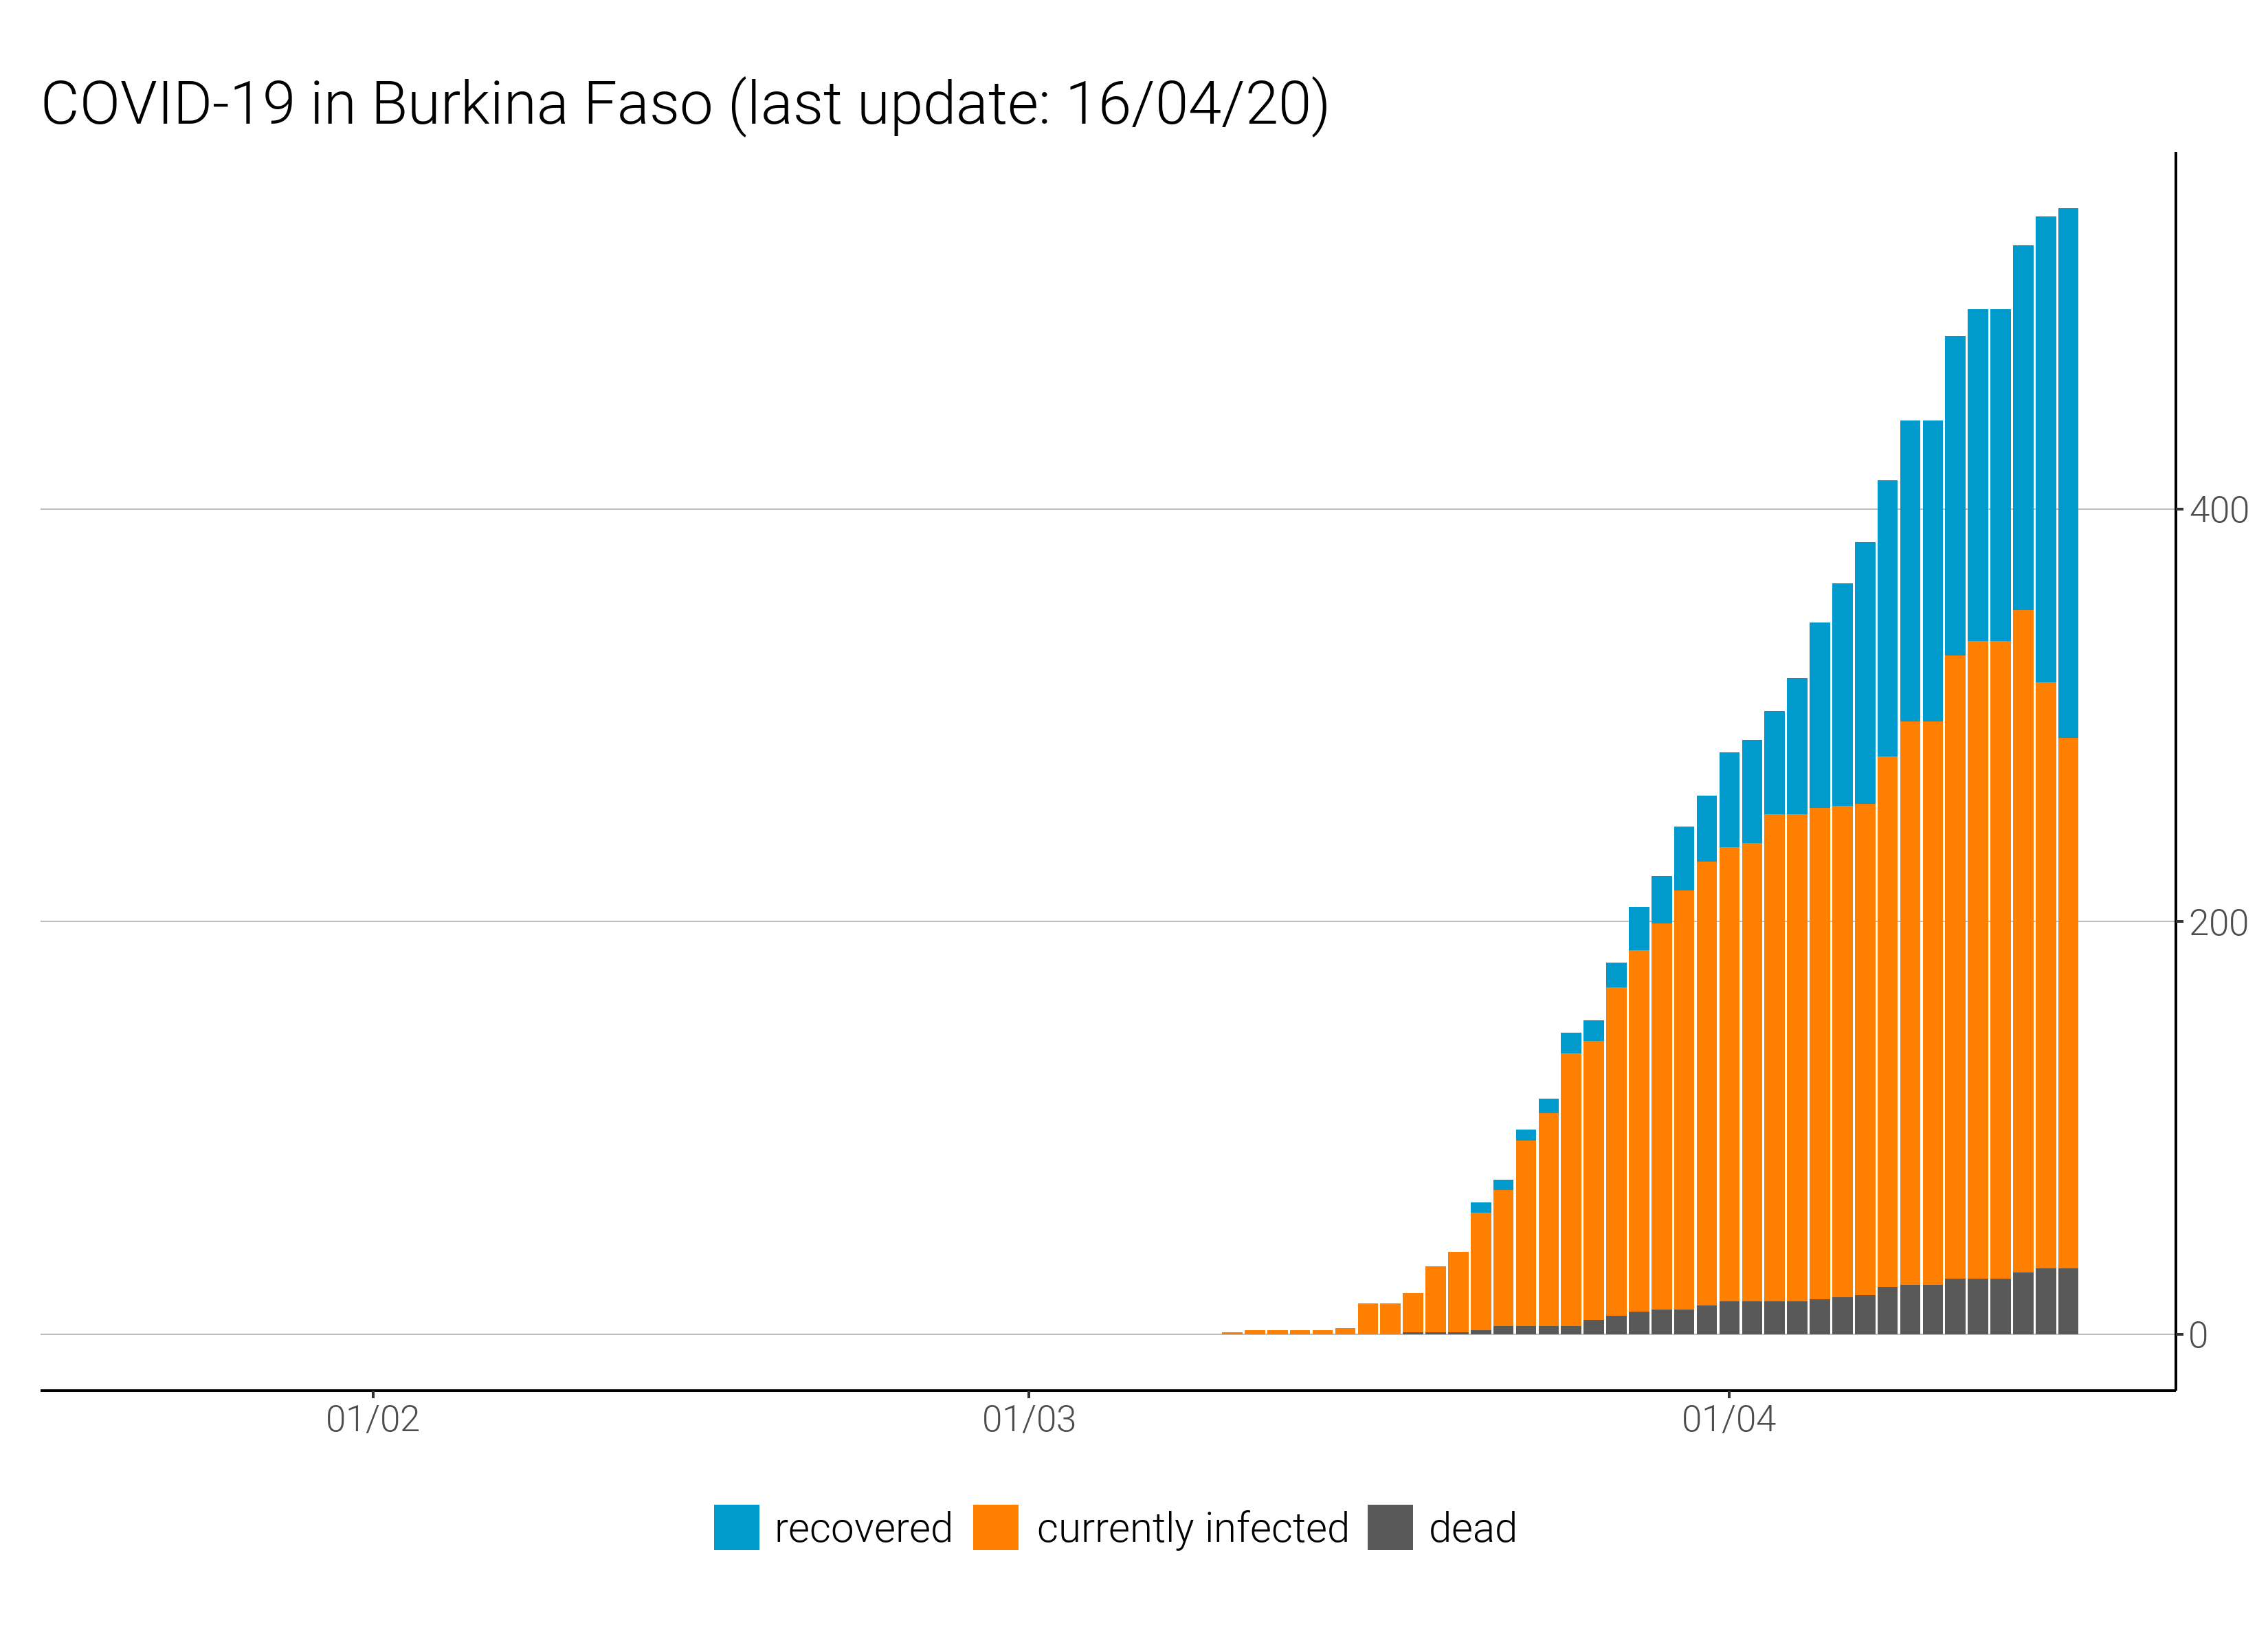 COVID-19 in Burkina Faso (last update: 16/04/20)
400
200
0
01/02 01/03 01/04
recovered currently infected dead